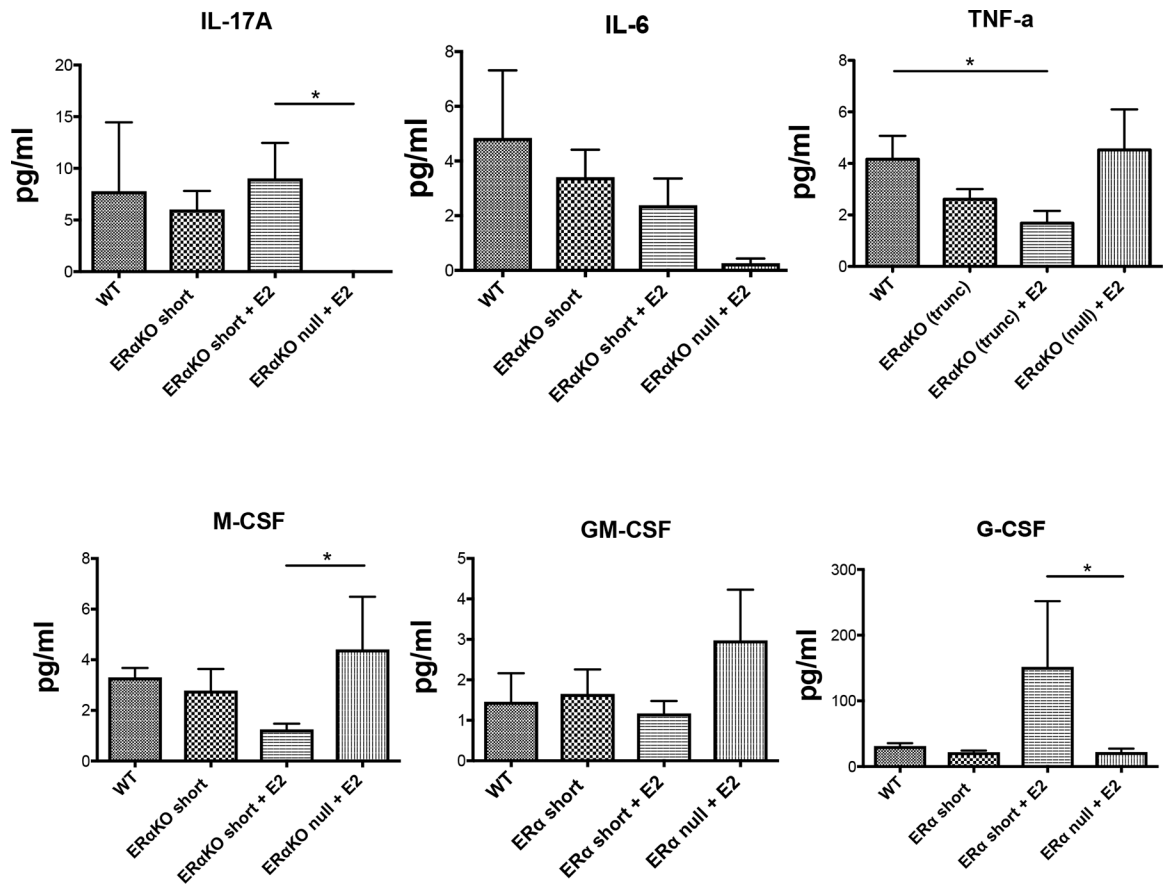 IL-17A
pg/ml
20
15
10
5
0
*
WT
ERαKO short
ERαKO short + E2
ERαKO null + E2
IL-6
pg/ml
8
6
4
2
0
WT
ERαKO short
ERαKO short + E2
ERαKO null + E2
TNF-a
pg/ml
8
6
4
2
0
*
WT
ERαKO (trunc)
ERαKO (trunc) + E2
ERαKO (null) + E2
M-CSF
pg/ml
8
6
4
2
0
*
WT
ERαKO short
ERαKO short + E2
ERαKO null + E2
GM-CSF
pg/ml
5
4
3
2
1
0
WT
ERα short
ERα short + E2
ERα null + E2
G-CSF
pg/ml
300
200
100
0
*
WT
ERα short
ERα short + E2
ERα null + E2